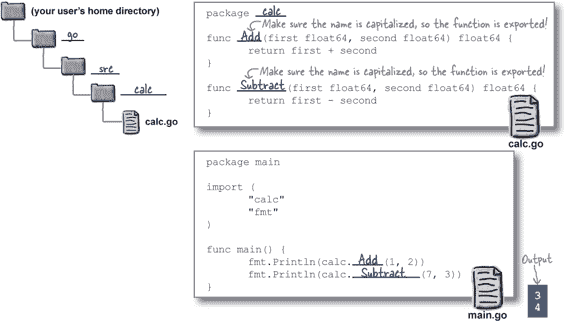 (your user's home directory)
go
src
calc
calc.go
package calc
Make sure the name is capitalized, so the function is exported!
func Add(first float64, second float64) float64 {
return first + second
}
Make sure the name is capitalized, so the function is exported!
func Subtract(first float64, second float64) float64 {
return first - second
}
calc.go
package main
import (
"calc"
"fmt"
)
func main() {
fmt.Println(calc.Add(1, 2))
fmt.Println(calc.Subtract(7, 3))
}
main.go
Output
3
4